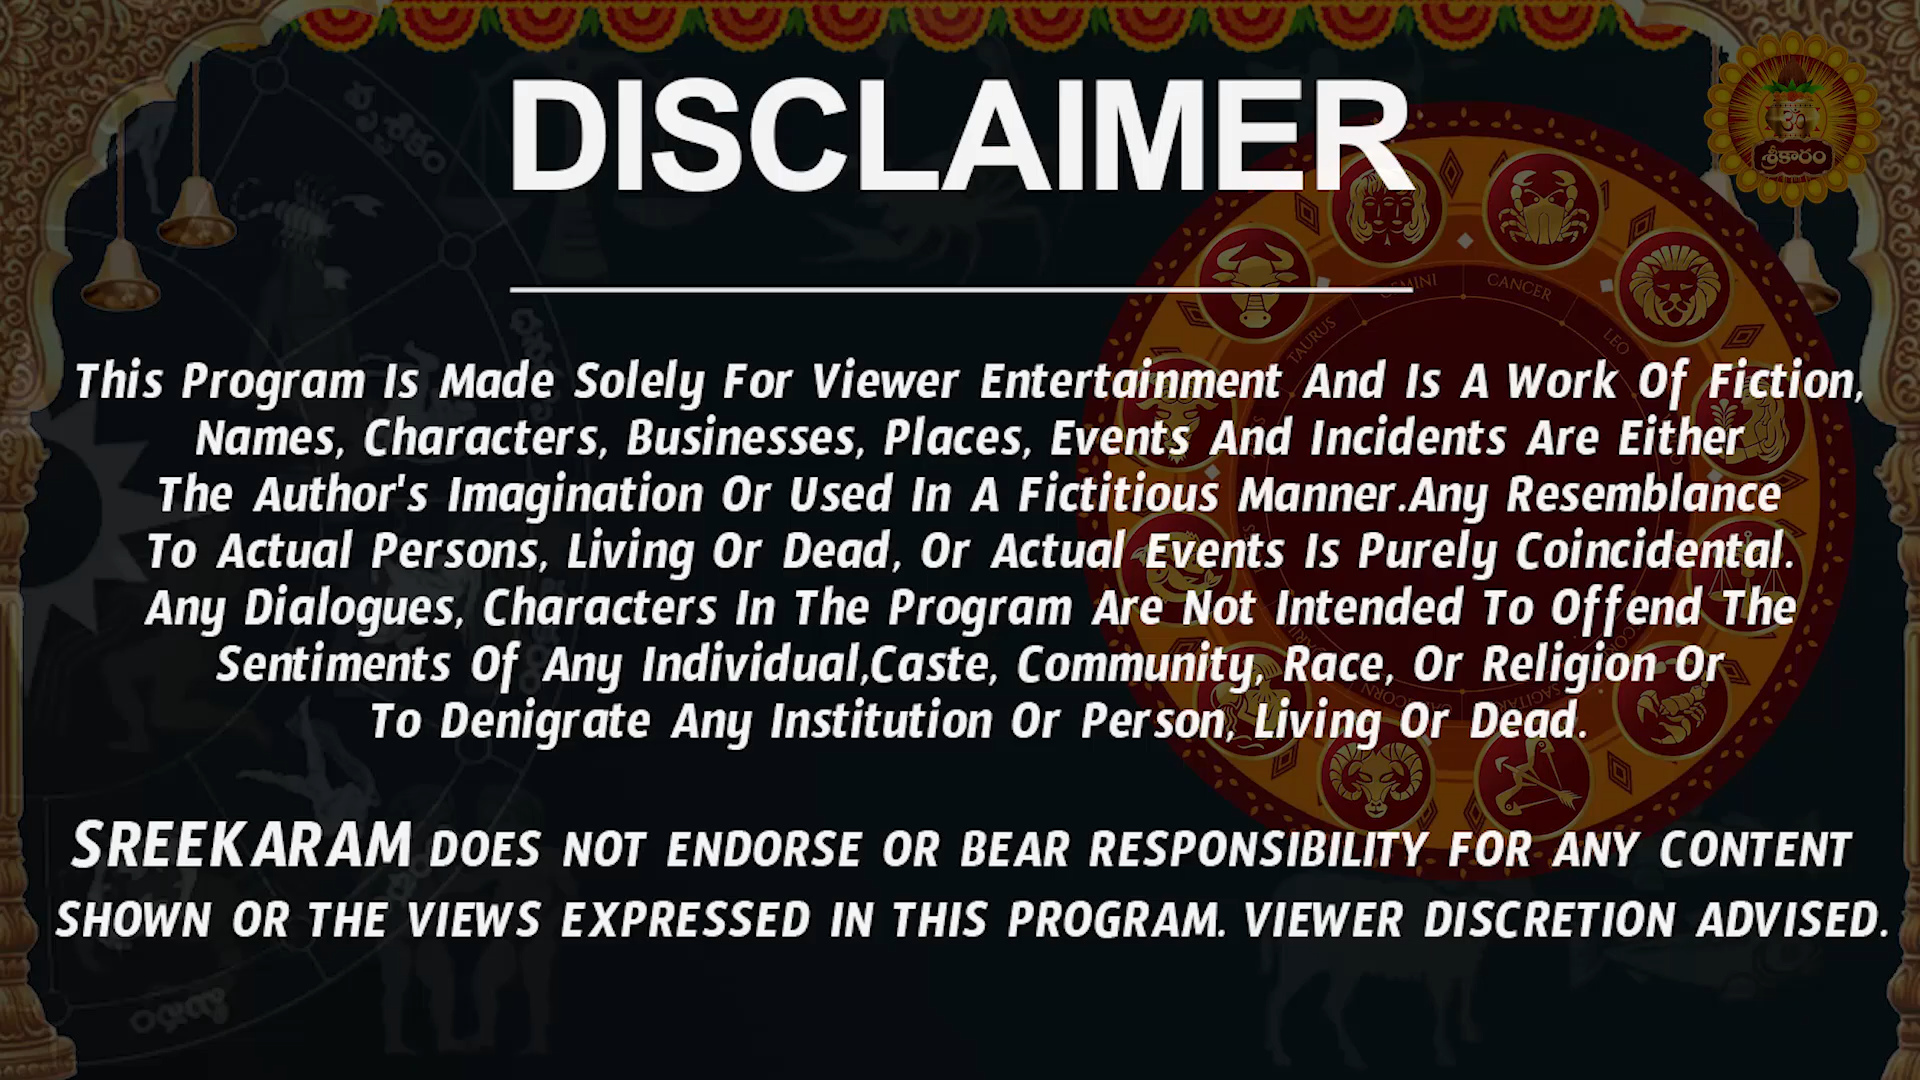 DISCLAIMER
శ్రీకారం
GEMINI
CANCER
TAURUS
LEO
This Program Is Made Solely For Viewer Entertainment And Is A Work Of Fiction,
Names, Characters, Businesses, Places, Events And Incidents Are Either
The Author's Imagination Or Used In A Fictitious Manner.Any Resemblance
To Actual Persons, Living Or Dead, Or Actual Events Is Purely Coincidental.
Any Dialogues, Characters In The Program Are Not Intended To Offend The
Sentiments Of Any Individual,Caste, Community, Race, Or Religion Or
To Denigrate Any Institution Or Person, Living Or Dead.
SREEKARAM DOES NOT ENDORSE OR BEAR RESPONSIBILITY FOR ANY CONTENT
SHOWN OR THE VIEWS EXPRESSED IN THIS PROGRAM. VIEWER DISCRETION ADVISED.